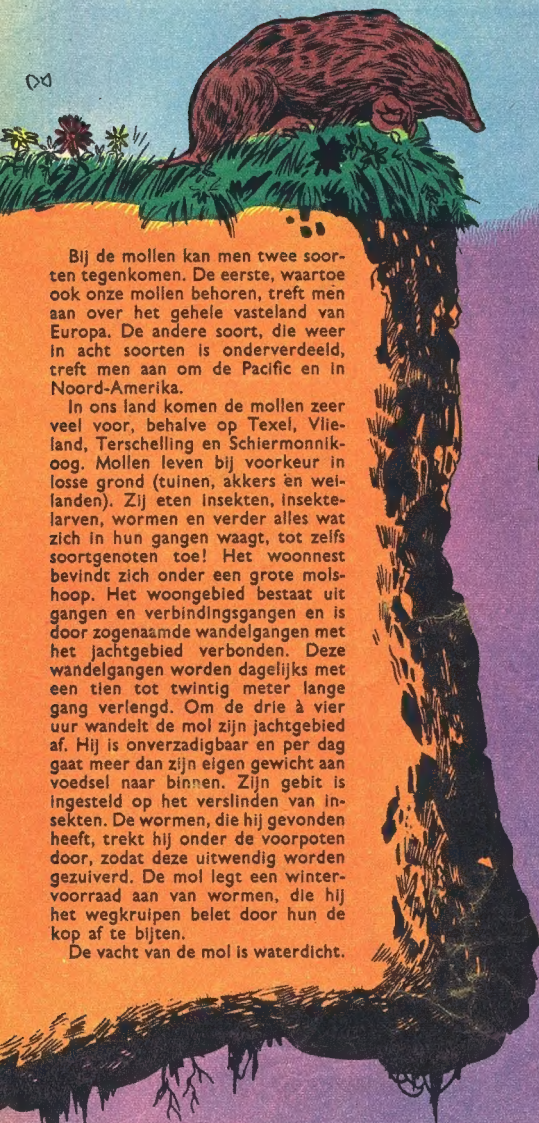 Bij de mollen kan men twee soor-
ten tegenkomen. De eerste, waartoe
ook onze mollen behoren, treft men
aan over het gehele vasteland van
Europa. De andere soort, die weer
in acht soorten is onderverdeeld,
treft men aan om de Pacific en in
Noord-Amerika.
In ons land komen de mollen zeer
veel voor, behalve op Texel, Vlie-
land, Terschelling en Schiermonnik-
oog. Mollen leven bij voorkeur in
losse grond (tuinen, akkers en wei-
landen). Zij eten insekten, insekte-
larven, wormen en verder alles wat
zich in hun gangen waagt, tot zelfs
soortgenoten toe! Het woonnest
bevindt zich onder een grote mols-
hoop. Het woongebied bestaat uit
gangen en verbindingsgangen en is
door zogenaamde wandelgangen met
het jachtgebied verbonden. Deze
wandelgangen worden dagelijks met
een tien tot twintig meter lange
gang verlengd. Om de drie à vier
uur wandelt de mol zijn jachtgebied
af. Hij is onverzadigbaar en per dag
gaat meer dan zijn eigen gewicht aan
voedsel naar binnen. Zijn gebit is
ingesteld op het verslinden van in-
sekten. De wormen, die hij gevonden
heeft, trekt hij onder de voorpoten
door, zodat deze uitwendig worden
gezuiverd. De mol legt een winter-
voorraad aan van wormen, die hij
het wegkruipen belet door hun de
kop af te bijten.
De vacht van de mol is waterdicht.